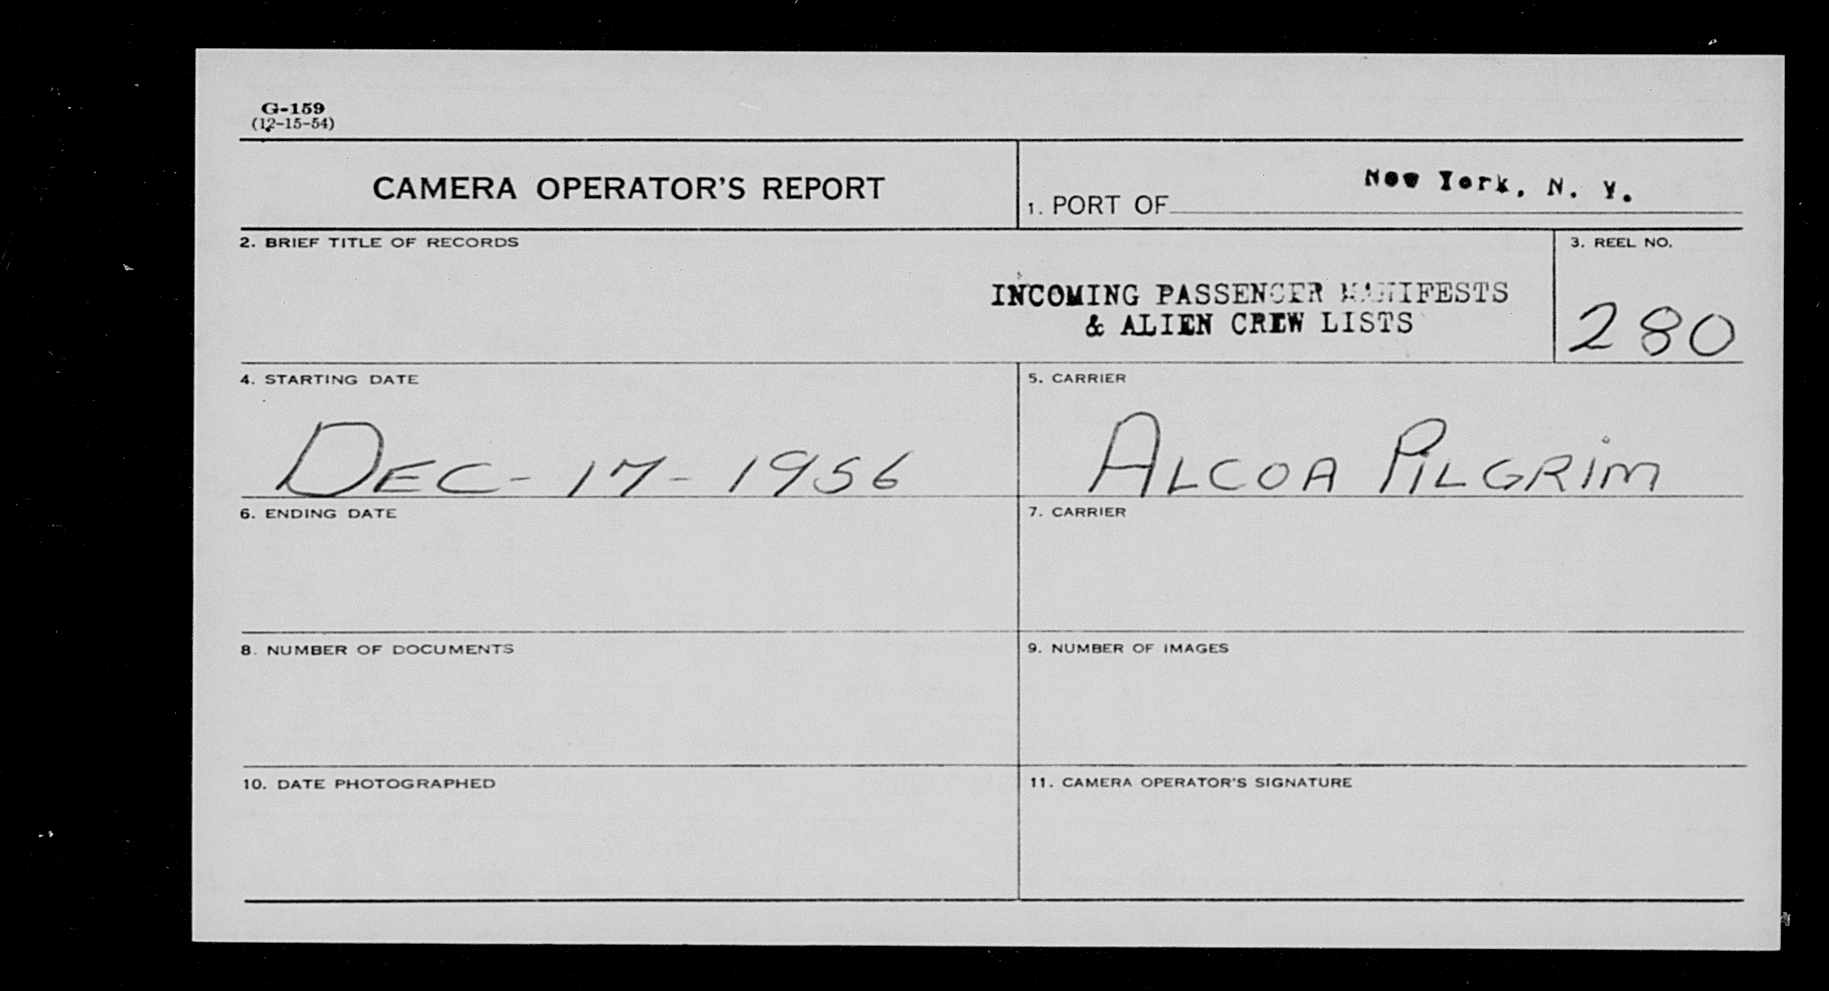 G-159
(12-15-54)
CAMERA OPERATOR'S REPORT
1. PORT OF New York, N. Y.
2. BRIEF TITLE OF RECORDS
INCOMING PASSENGER MANIFESTS
& ALIEN CREW LISTS
3. REEL NO.
280
4. STARTING DATE
DEC-17-1956
5. CARRIER
ALCOA PILGRIM
6. ENDING DATE
7. CARRIER
8. NUMBER OF DOCUMENTS
9. NUMBER OF IMAGES
10. DATE PHOTOGRAPHED
11. CAMERA OPERATOR'S SIGNATURE